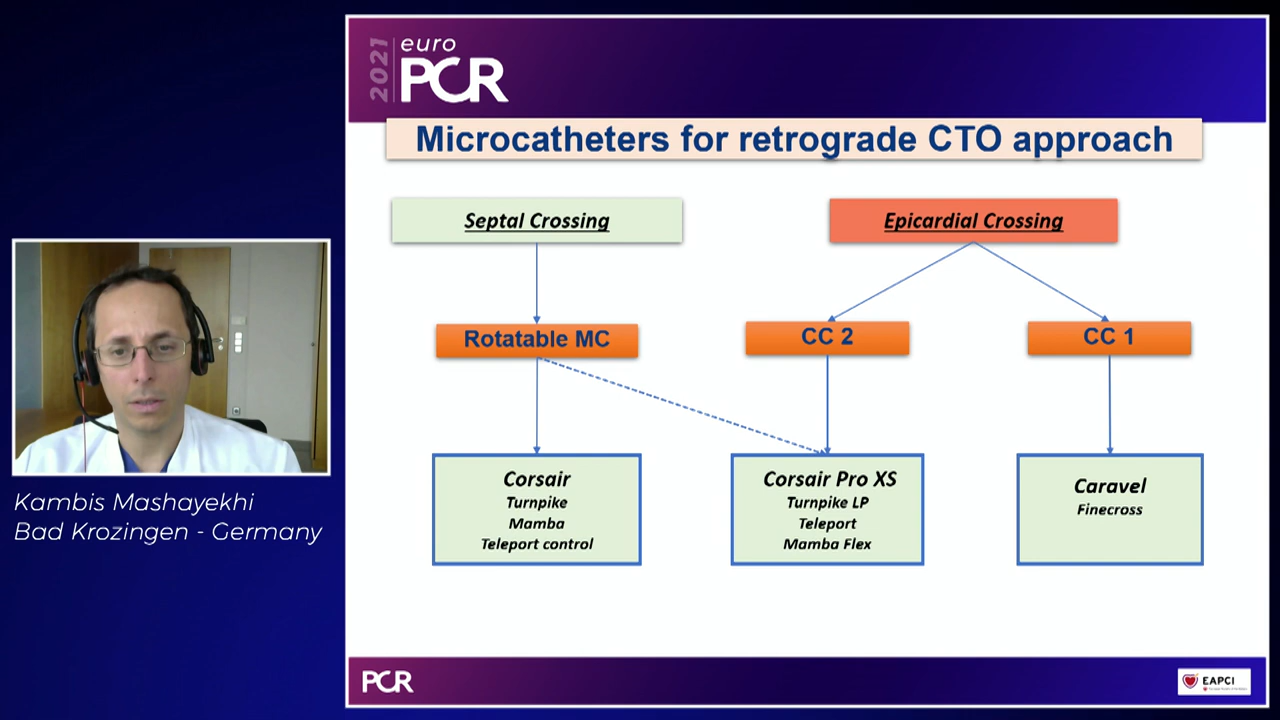 2021
euro
PCR
Microcatheters for retrograde CTO approach
Septal Crossing
Epicardial Crossing
Rotatable MC
CC 2
CC 1
Corsair
Turnpike
Mamba
Teleport control
Corsair Pro XS
Turnpike LP
Teleport
Mamba Flex
Caravel
Finecross
Kambis Mashayekhi
Bad Krozingen - Germany
PCR
EAPCI